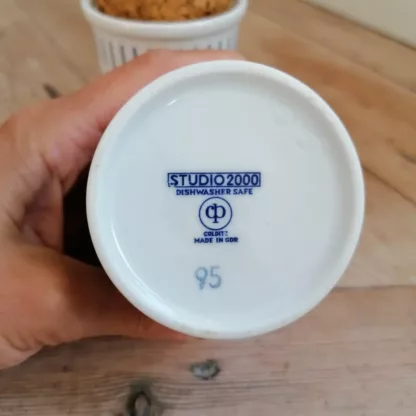 STUDIO 2000
DISHWASHER SAFE
cp
COLDITZ
MADE IN GDR
95